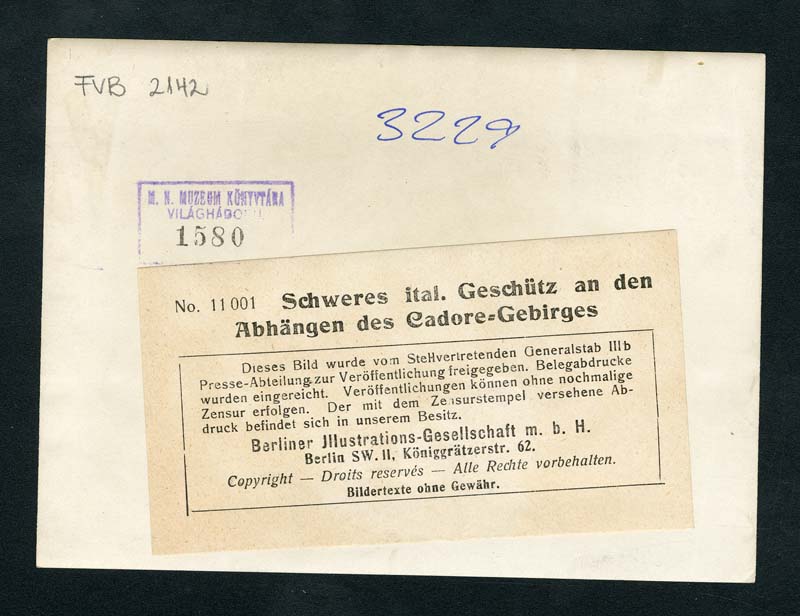 FVB 2142
3229
M. N. MUZEUM KÖNYVTÁRA
VILÁGHÁBO
1580
No. 11001 Schweres ital. Geschütz an den
Abhängen des Cadore-Gebirges
Dieses Bild wurde vom Stellvertretenden Generalstab IIIb
Presse-Abteilung zur Veröffentlichung freigegeben. Belegabdrucke
wurden eingereicht. Veröffentlichungen können ohne nochmalige
Zensur erfolgen. Der mit dem Zensurstempel versehene Ab-
druck befindet sich in unserem Besitz.
Berliner Jllustrations-Gesellschaft m. b. H.
Berlin SW. 11, Königgrätzerstr. 62.
Copyright — Droits reservés — Alle Rechte vorbehalten.
Bildertexte ohne Gewähr.